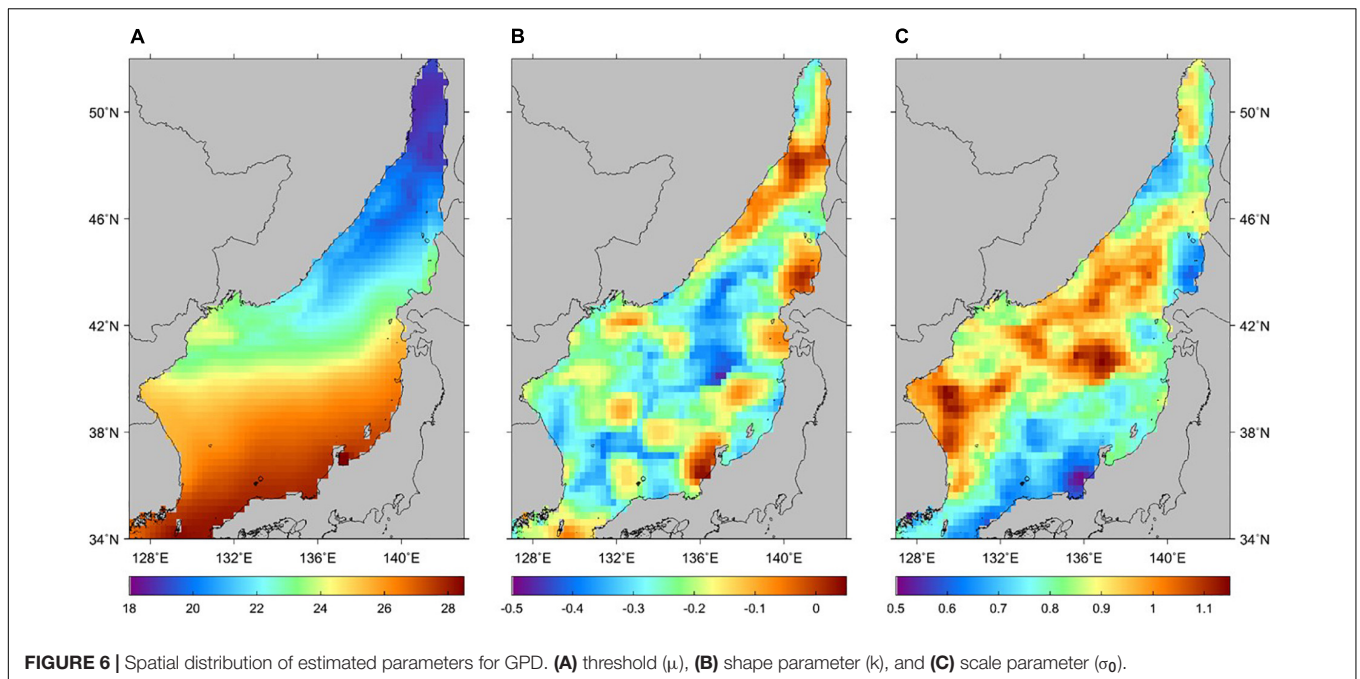 A B C
50°N 50°N
46°N 46°N
42°N 42°N
38°N 38°N
34°N 34°N
128°E 132°E 136°E 140°E 128°E 132°E 136°E 140°E 128°E 132°E 136°E 140°E
18 20 22 24 26 28 -0.5 -0.4 -0.3 -0.2 -0.1 0 0.5 0.6 0.7 0.8 0.9 1 1.1
FIGURE 6 | Spatial distribution of estimated parameters for GPD. (A) threshold (μ), (B) shape parameter (k), and (C) scale parameter (σ₀).